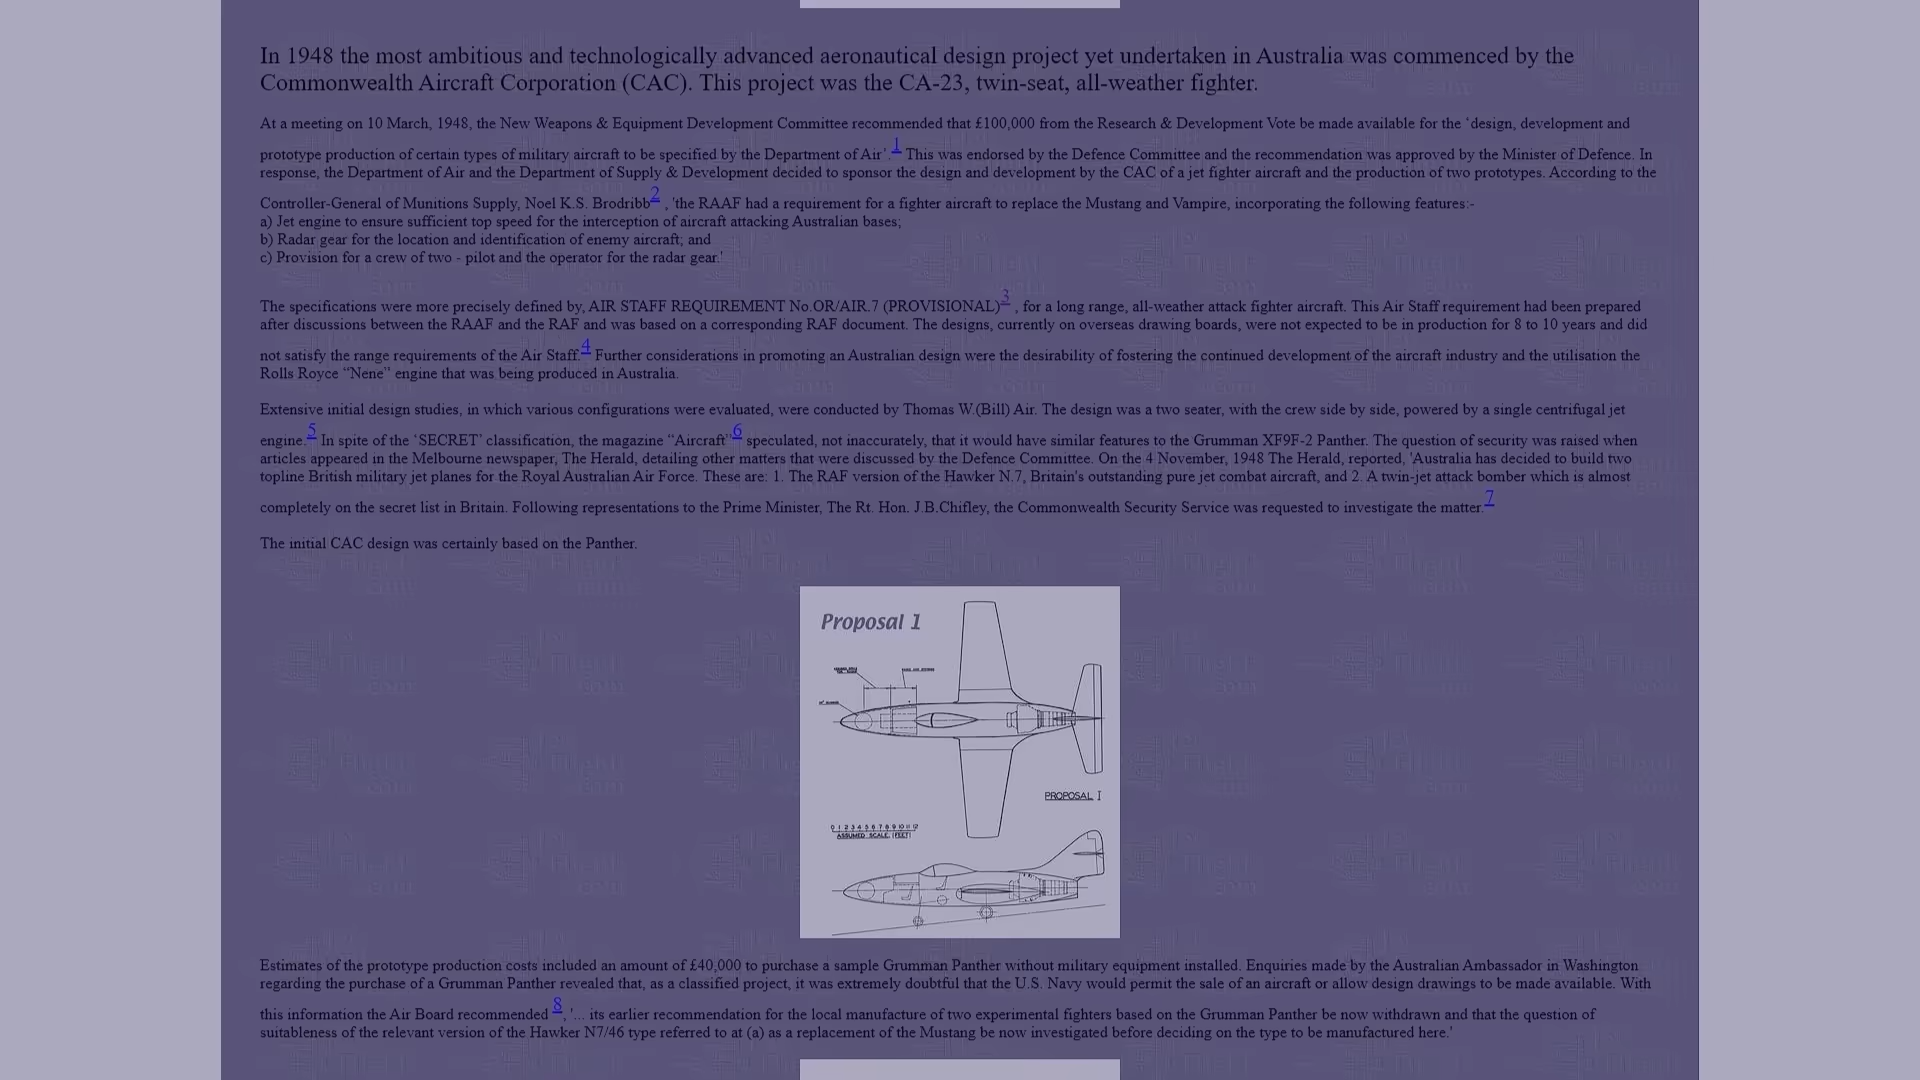 In 1948 the most ambitious and technologically advanced aeronautical design project yet undertaken in Australia was commenced by the
Commonwealth Aircraft Corporation (CAC). This project was the CA-23, twin-seat, all-weather fighter.
At a meeting on 10 March, 1948, the New Weapons & Equipment Development Committee recommended that £100,000 from the Research & Development Vote be made available for the ‘design, development and
prototype production of certain types of military aircraft to be specified by the Department of Air’.1 This was endorsed by the Defence Committee and the recommendation was approved by the Minister of Defence. In
response, the Department of Air and the Department of Supply & Development decided to sponsor the design and development by the CAC of a jet fighter aircraft and the production of two prototypes. According to the
Controller-General of Munitions Supply, Noel K.S. Brodribb2 , 'the RAAF had a requirement for a fighter aircraft to replace the Mustang and Vampire, incorporating the following features:-
a) Jet engine to ensure sufficient top speed for the interception of aircraft attacking Australian bases;
b) Radar gear for the location and identification of enemy aircraft; and
c) Provision for a crew of two - pilot and the operator for the radar gear.'
The specifications were more precisely defined by, AIR STAFF REQUIREMENT No.OR/AIR.7 (PROVISIONAL)3 , for a long range, all-weather attack fighter aircraft. This Air Staff requirement had been prepared
after discussions between the RAAF and the RAF and was based on a corresponding RAF document. The designs, currently on overseas drawing boards, were not expected to be in production for 8 to 10 years and did
not satisfy the range requirements of the Air Staff.4 Further considerations in promoting an Australian design were the desirability of fostering the continued development of the aircraft industry and the utilisation the
Rolls Royce “Nene” engine that was being produced in Australia.
Extensive initial design studies, in which various configurations were evaluated, were conducted by Thomas W.(Bill) Air. The design was a two seater, with the crew side by side, powered by a single centrifugal jet
engine.5 In spite of the ‘SECRET’ classification, the magazine “Aircraft”6 speculated, not inaccurately, that it would have similar features to the Grumman XF9F-2 Panther. The question of security was raised when
articles appeared in the Melbourne newspaper, The Herald, detailing other matters that were discussed by the Defence Committee. On the 4 November, 1948 The Herald, reported, 'Australia has decided to build two
topline British military jet planes for the Royal Australian Air Force. These are: 1. The RAF version of the Hawker N.7, Britain's outstanding pure jet combat aircraft, and 2. A twin-jet attack bomber which is almost
completely on the secret list in Britain. Following representations to the Prime Minister, The Rt. Hon. J.B.Chifley, the Commonwealth Security Service was requested to investigate the matter.7
The initial CAC design was certainly based on the Panther.
Proposal 1
PROPOSAL I
0 1 2 3 4 5 6 7 8 9 10 11 12
ASSUMED SCALE (FEET)
Estimates of the prototype production costs included an amount of £40,000 to purchase a sample Grumman Panther without military equipment installed. Enquiries made by the Australian Ambassador in Washington
regarding the purchase of a Grumman Panther revealed that, as a classified project, it was extremely doubtful that the U.S. Navy would permit the sale of an aircraft or allow design drawings to be made available. With
this information the Air Board recommended 8, '... its earlier recommendation for the local manufacture of two experimental fighters based on the Grumman Panther be now withdrawn and that the question of
suitableness of the relevant version of the Hawker N7/46 type referred to at (a) as a replacement of the Mustang be now investigated before deciding on the type to be manufactured here.'